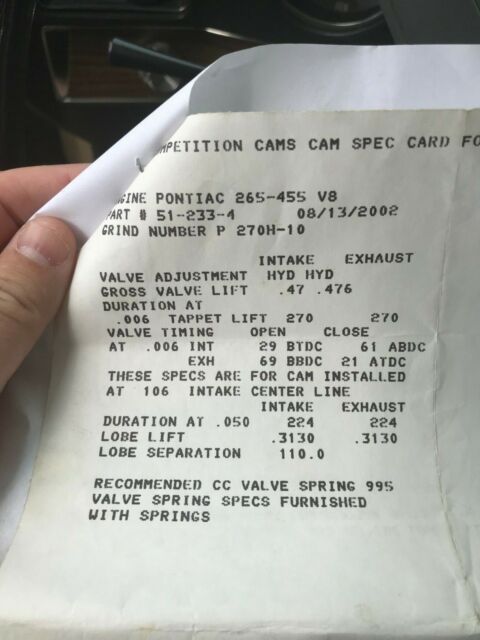 MPETITION CAMS CAM SPEC CARD FO
GINE PONTIAC 265-455 V8
PART # 51-233-4 08/13/2002
GRIND NUMBER P 270H-10
INTAKE EXHAUST
VALVE ADJUSTMENT HYD HYD
GROSS VALVE LIFT .47 .476
DURATION AT
.006 TAPPET LIFT 270 270
VALVE TIMING OPEN CLOSE
AT .006 INT 29 BTDC 61 ABDC
EXH 69 BBDC 21 ATDC
THESE SPECS ARE FOR CAM INSTALLED
AT 106 INTAKE CENTER LINE
INTAKE EXHAUST
DURATION AT .050 224 224
LOBE LIFT .3130 .3130
LOBE SEPARATION 110.0
RECOMMENDED CC VALVE SPRING 995
VALVE SPRING SPECS FURNISHED
WITH SPRINGS